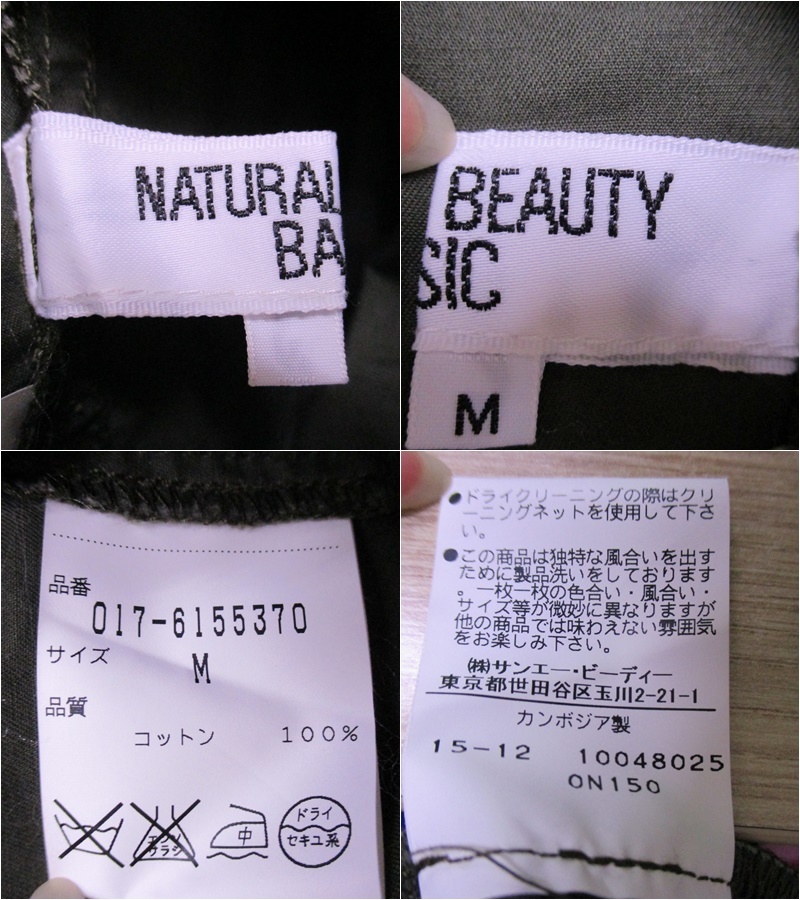 NATURAL
BA
BEAUTY
SIC
M
品番
017-6155370
サイズ
M
品質
コットン 100%
エンソ
ブラシ
中
ドライ
セキユ系
●ドライクリーニングの際はクリ
ーニングネットを使用して下さ
い。
●この商品は独特な風合いを出す
ために製品洗いをしております
。一枚一枚の色合い・風合い・
サイズ等が微妙に異なりますが
他の商品では味わえない雰囲気
をお楽しみ下さい。
㈱サンエー・ビーディー
東京都世田谷区玉川2-21-1
カンボジア製
15-12 10048025
0N150